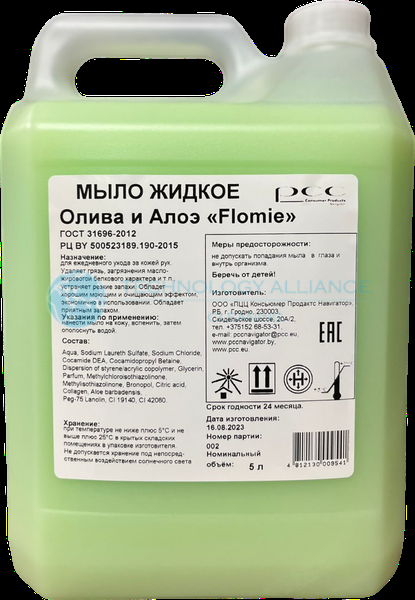 МЫЛО ЖИДКОЕ
Олива и Алоэ «Flomie»
ГОСТ 31696-2012
РЦ BY 500523189.190-2015
Назначение:
для ежедневного ухода за кожей рук.
Удаляет грязь, загрязнения масло-
жировой белкового характера и т.п.,
устраняет резкие запахи. Обладает
хорошим моющим и очищающим эффектом,
экономично в использовании. Обладает
приятным запахом.
Указания по применению:
нанести мыло на кожу, вспенить, затем
ополоснуть водой.
Состав:
Aqua, Sodium Laureth Sulfate, Sodium Chloride,
Cocamide DEA, Cocamidopropyl Betaine,
Dispersion of styrene/acrylic copolymer, Glycerin,
Parfum, Methylchloroisothiazolinone,
Methylisothiazolinone, Bronopol, Citric acid,
Collagen, Aloe barbadensis,
Peg-75 Lanolin, CI 19140, CI 42060.
Хранение:
при температуре не ниже плюс 5°С и не
выше плюс 25° в крытых складских
помещениях в упаковке изготовителя.
Не допускается хранение под непосред-
ственным воздействием солнечного света
pcc
Consumer Products
Меры предосторожности:
не допускать попадания мыла в глаза и
внутрь организма.
Беречь от детей!
Изготовитель:
ООО «ПЦЦ Консьюмер Продактс Навигатор»,
РБ, г. Гродно, 230003,
Скидельское шоссе, 20А/2,
тел. +375152 68-53-31,
pccnavigator@pcc.eu,
www.pccnavigator.by,
www.pcc.eu
EAC
Срок годности 24 месяца.
Дата изготовления:
16.08.2023
Номер партии:
002
Номинальный
объём: 5 л
4 812130 009541
TECHNOLOGY ALLIANCE